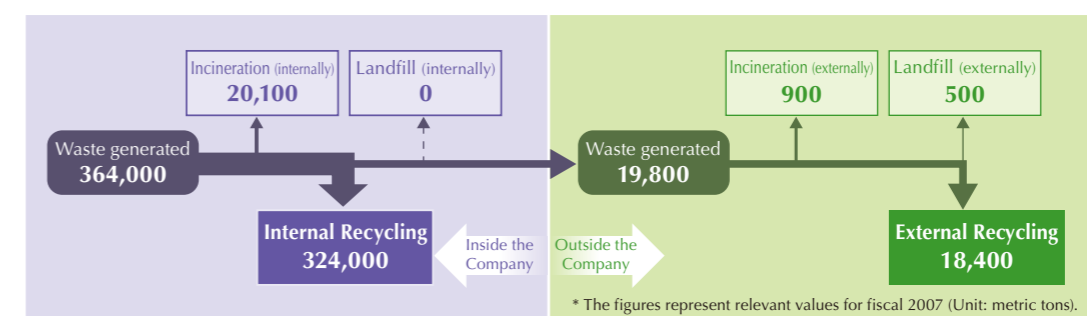 Incineration (internally)
20,100
Landfill (internally)
0
Waste generated
364,000
Internal Recycling
324,000
Inside the
Company
Outside the
Company
Incineration (externally)
900
Landfill (externally)
500
Waste generated
19,800
External Recycling
18,400
* The figures represent relevant values for fiscal 2007 (Unit: metric tons).